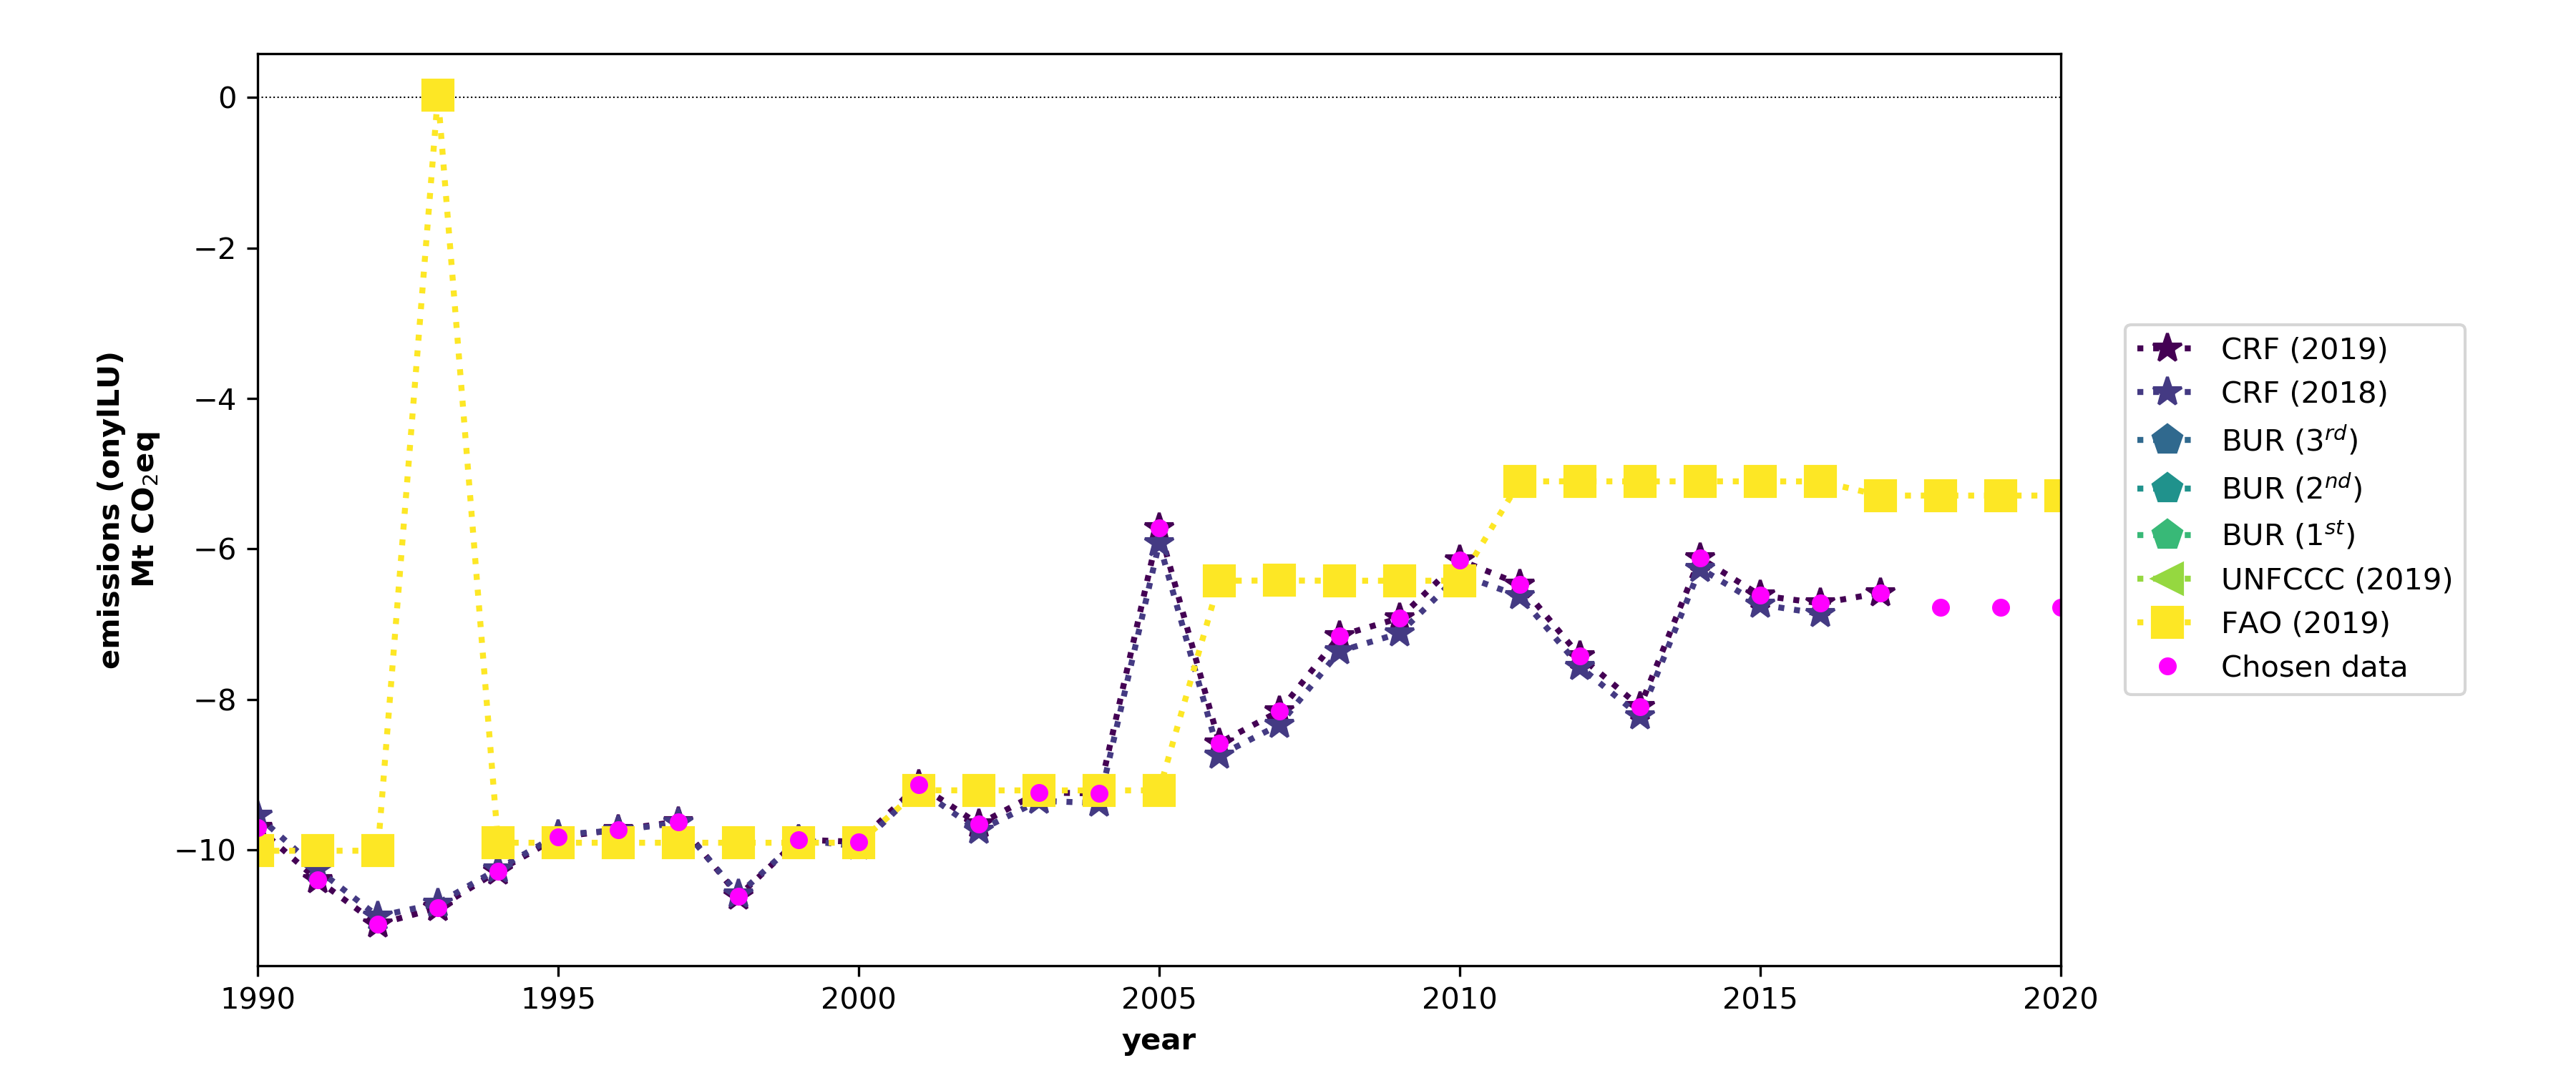 0
−2
−4
−6
−8
−10
emissions (onylLU)
Mt CO₂eq
1990 1995 2000 2005 2010 2015 2020
year
CRF (2019)
CRF (2018)
BUR (3ʳᵈ)
BUR (2ⁿᵈ)
BUR (1ˢᵗ)
UNFCCC (2019)
FAO (2019)
Chosen data